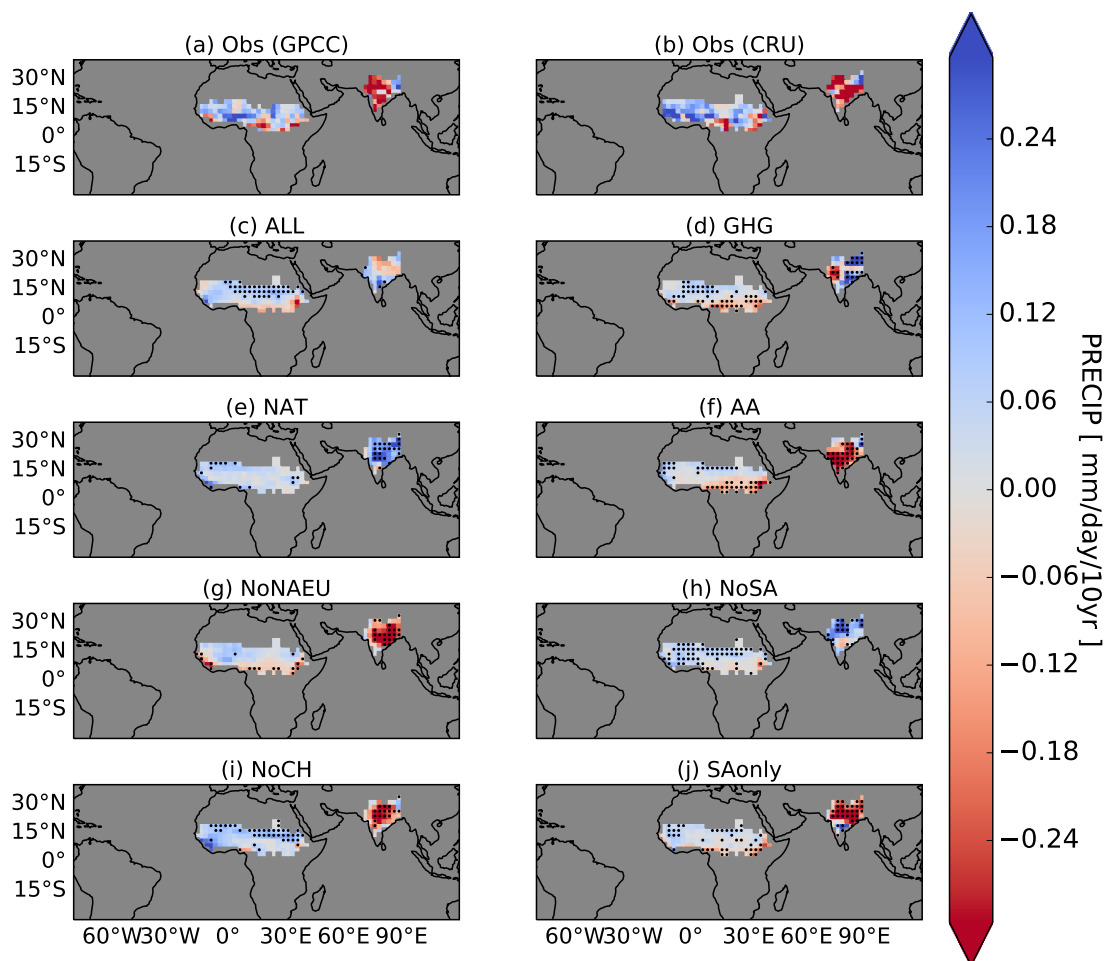 (a) Obs (GPCC)
(b) Obs (CRU)
30°N
15°N
0°
15°S
(c) ALL
(d) GHG
30°N
15°N
0°
15°S
(e) NAT
(f) AA
30°N
15°N
0°
15°S
(g) NoNAEU
(h) NoSA
30°N
15°N
0°
15°S
(i) NoCH
(j) SAonly
30°N
15°N
0°
15°S
60°W 30°W 0° 30°E 60°E 90°E
60°W 30°W 0° 30°E 60°E 90°E
0.24
0.18
0.12
0.06
0.00
−0.06
−0.12
−0.18
−0.24
PRECIP [ mm/day/10yr ]